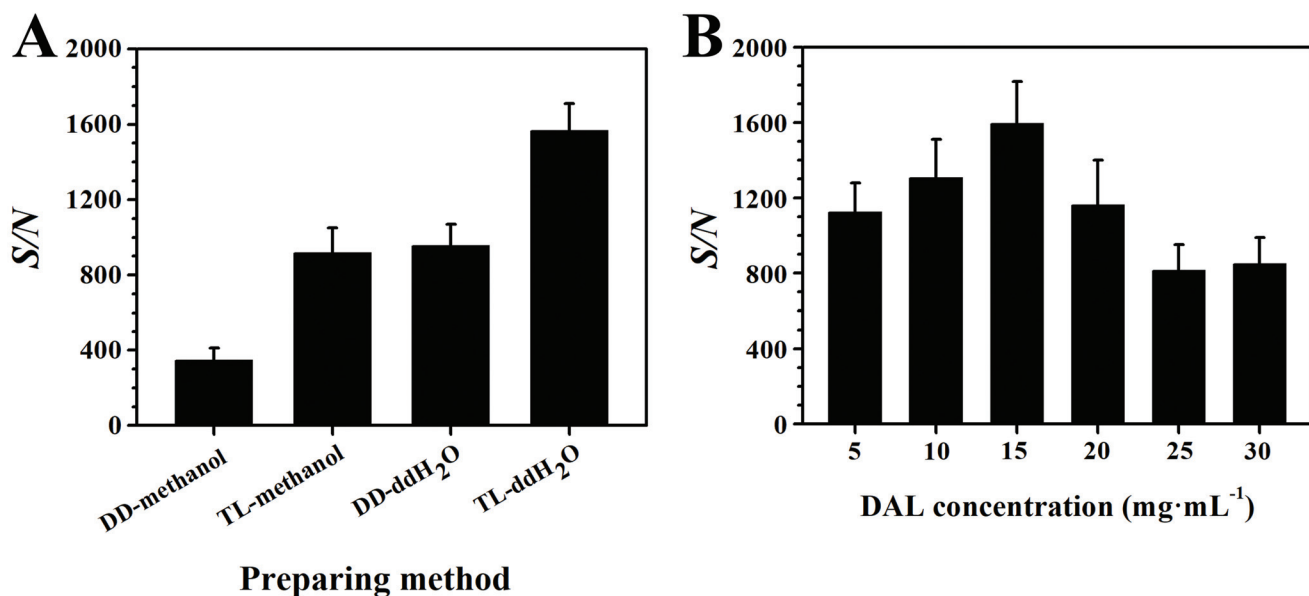 A
2000
1600
1200
800
400
0
S/N
DD-methanol
TL-methanol
DD-ddH₂O
TL-ddH₂O
Preparing method
B
2000
1600
1200
800
400
0
S/N
5 10 15 20 25 30
DAL concentration (mg·mL⁻¹)